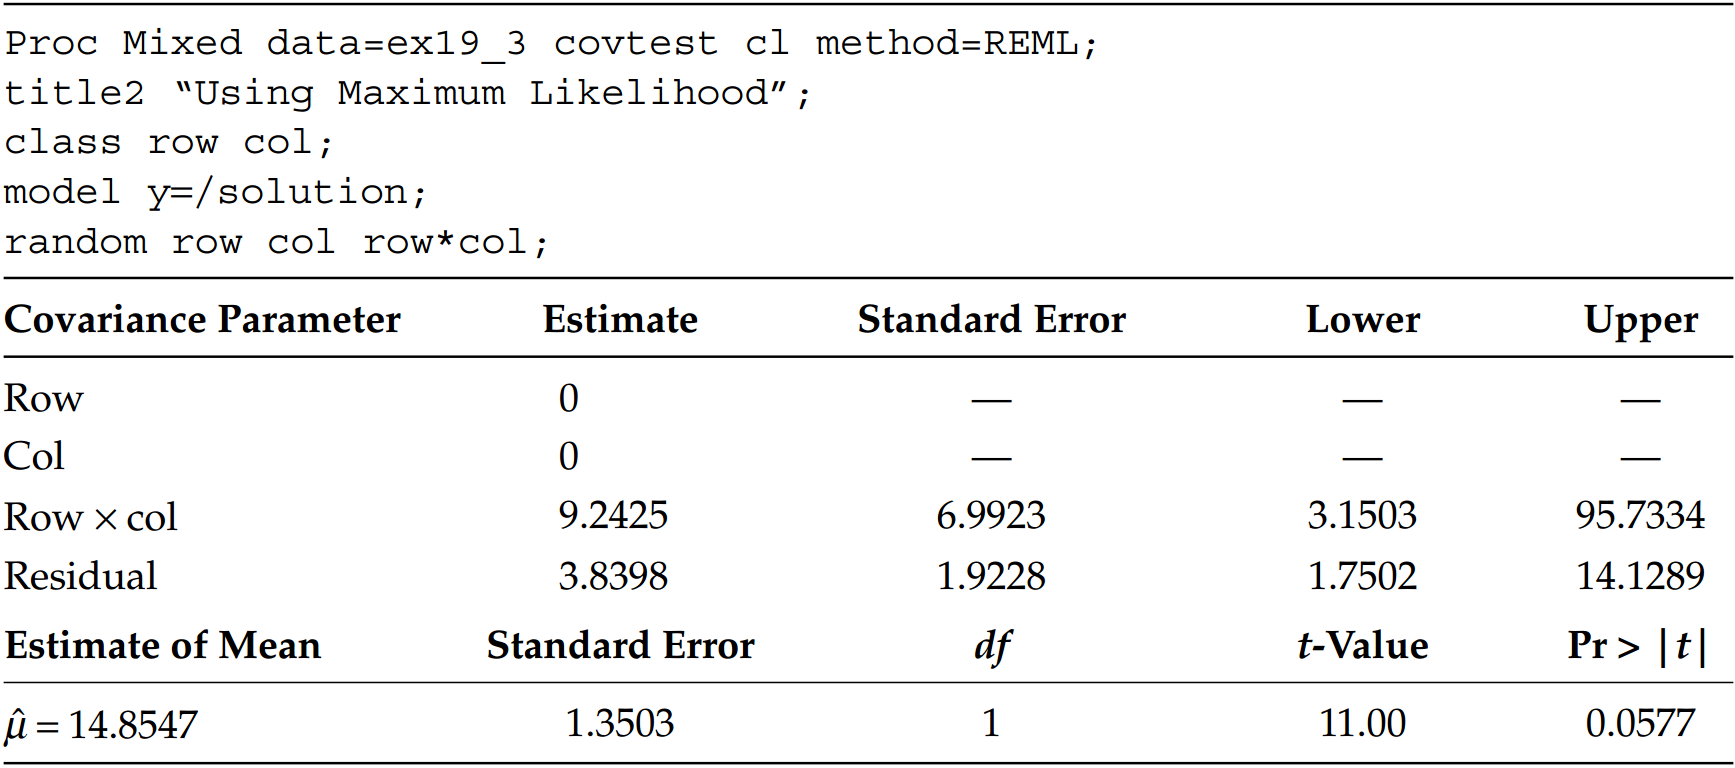 Proc Mixed data=ex19_3 covtest cl method=REML;
title2 “Using Maximum Likelihood”;
class row col;
model y=/solution;
random row col row*col;
Covariance Parameter Estimate Standard Error Lower Upper
Row 0 — — —
Col 0 — — —
Row × col 9.2425 6.9923 3.1503 95.7334
Residual 3.8398 1.9228 1.7502 14.1289
Estimate of Mean Standard Error df t-Value Pr > |t|
μ̂ = 14.8547 1.3503 1 11.00 0.0577